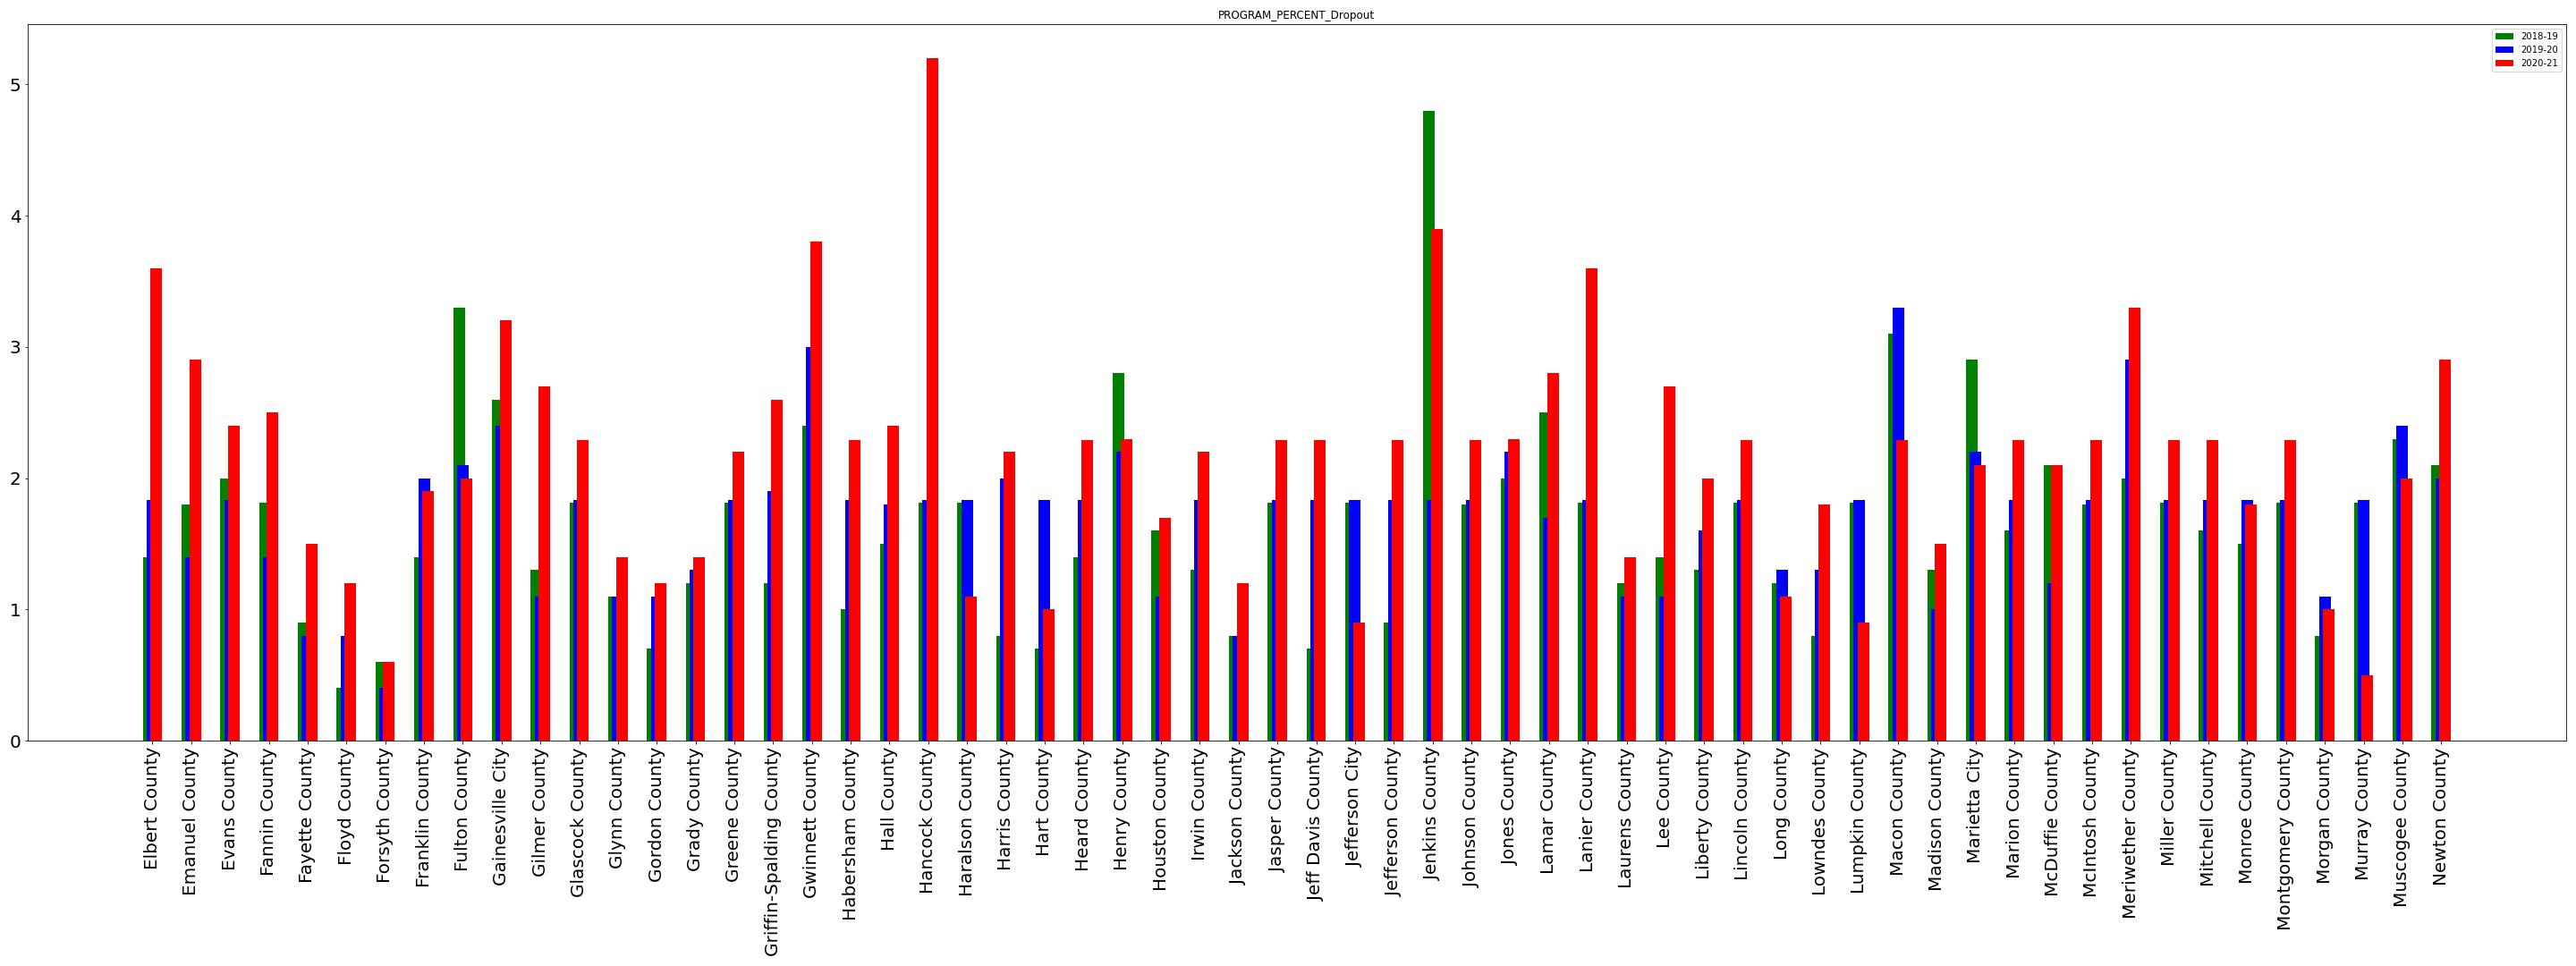 PROGRAM_PERCENT_Dropout
2018-19
2019-20
2020-21
5
4
3
2
1
0
Elbert County
Emanuel County
Evans County
Fannin County
Fayette County
Floyd County
Forsyth County
Franklin County
Fulton County
Gainesville City
Gilmer County
Glascock County
Glynn County
Gordon County
Grady County
Greene County
Griffin-Spalding County
Gwinnett County
Habersham County
Hall County
Hancock County
Haralson County
Harris County
Hart County
Heard County
Henry County
Houston County
Irwin County
Jackson County
Jasper County
Jeff Davis County
Jefferson City
Jefferson County
Jenkins County
Johnson County
Jones County
Lamar County
Lanier County
Laurens County
Lee County
Liberty County
Lincoln County
Long County
Lowndes County
Lumpkin County
Macon County
Madison County
Marietta City
Marion County
McDuffie County
McIntosh County
Meriwether County
Miller County
Mitchell County
Monroe County
Montgomery County
Morgan County
Murray County
Muscogee County
Newton County